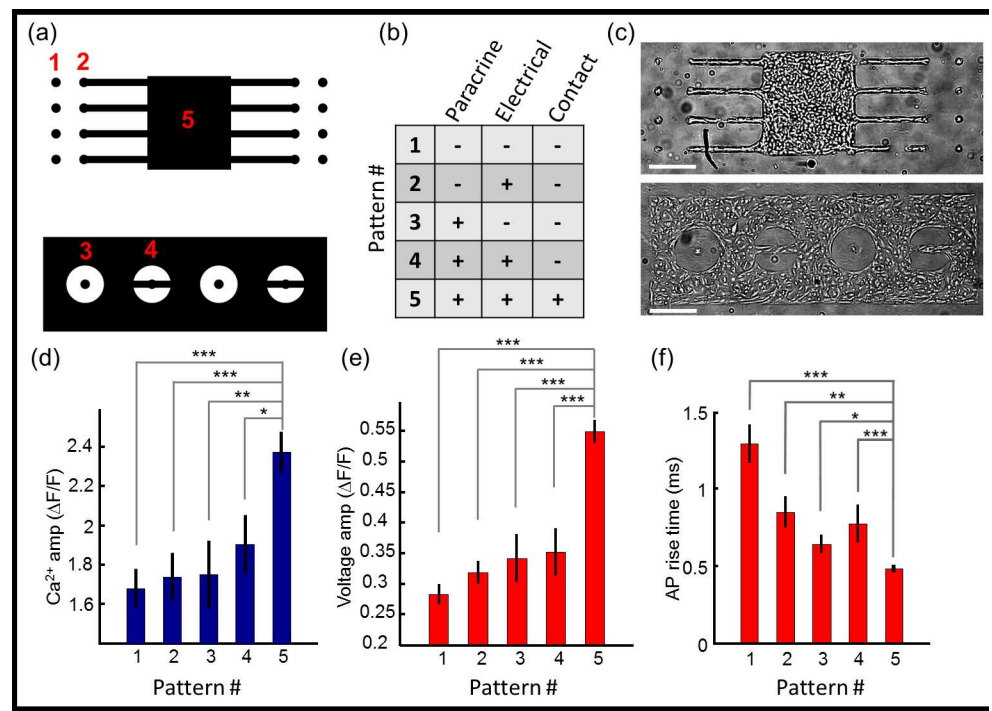 (a)
1 2
5
3 4
(b)
Paracrine
Electrical
Contact
Pattern #
1 - - -
2 - + -
3 + - -
4 + + -
5 + + +
(c)
(d)
***
***
**
*
Ca²⁺ amp (ΔF/F)
2.4
2.2
2
1.8
1.6
1 2 3 4 5
Pattern #
(e)
***
***
***
***
Voltage amp (ΔF/F)
0.55
0.5
0.45
0.4
0.35
0.3
0.25
0.2
1 2 3 4 5
Pattern #
(f)
***
**
*
***
AP rise time (ms)
1.5
1
0.5
0
1 2 3 4 5
Pattern #